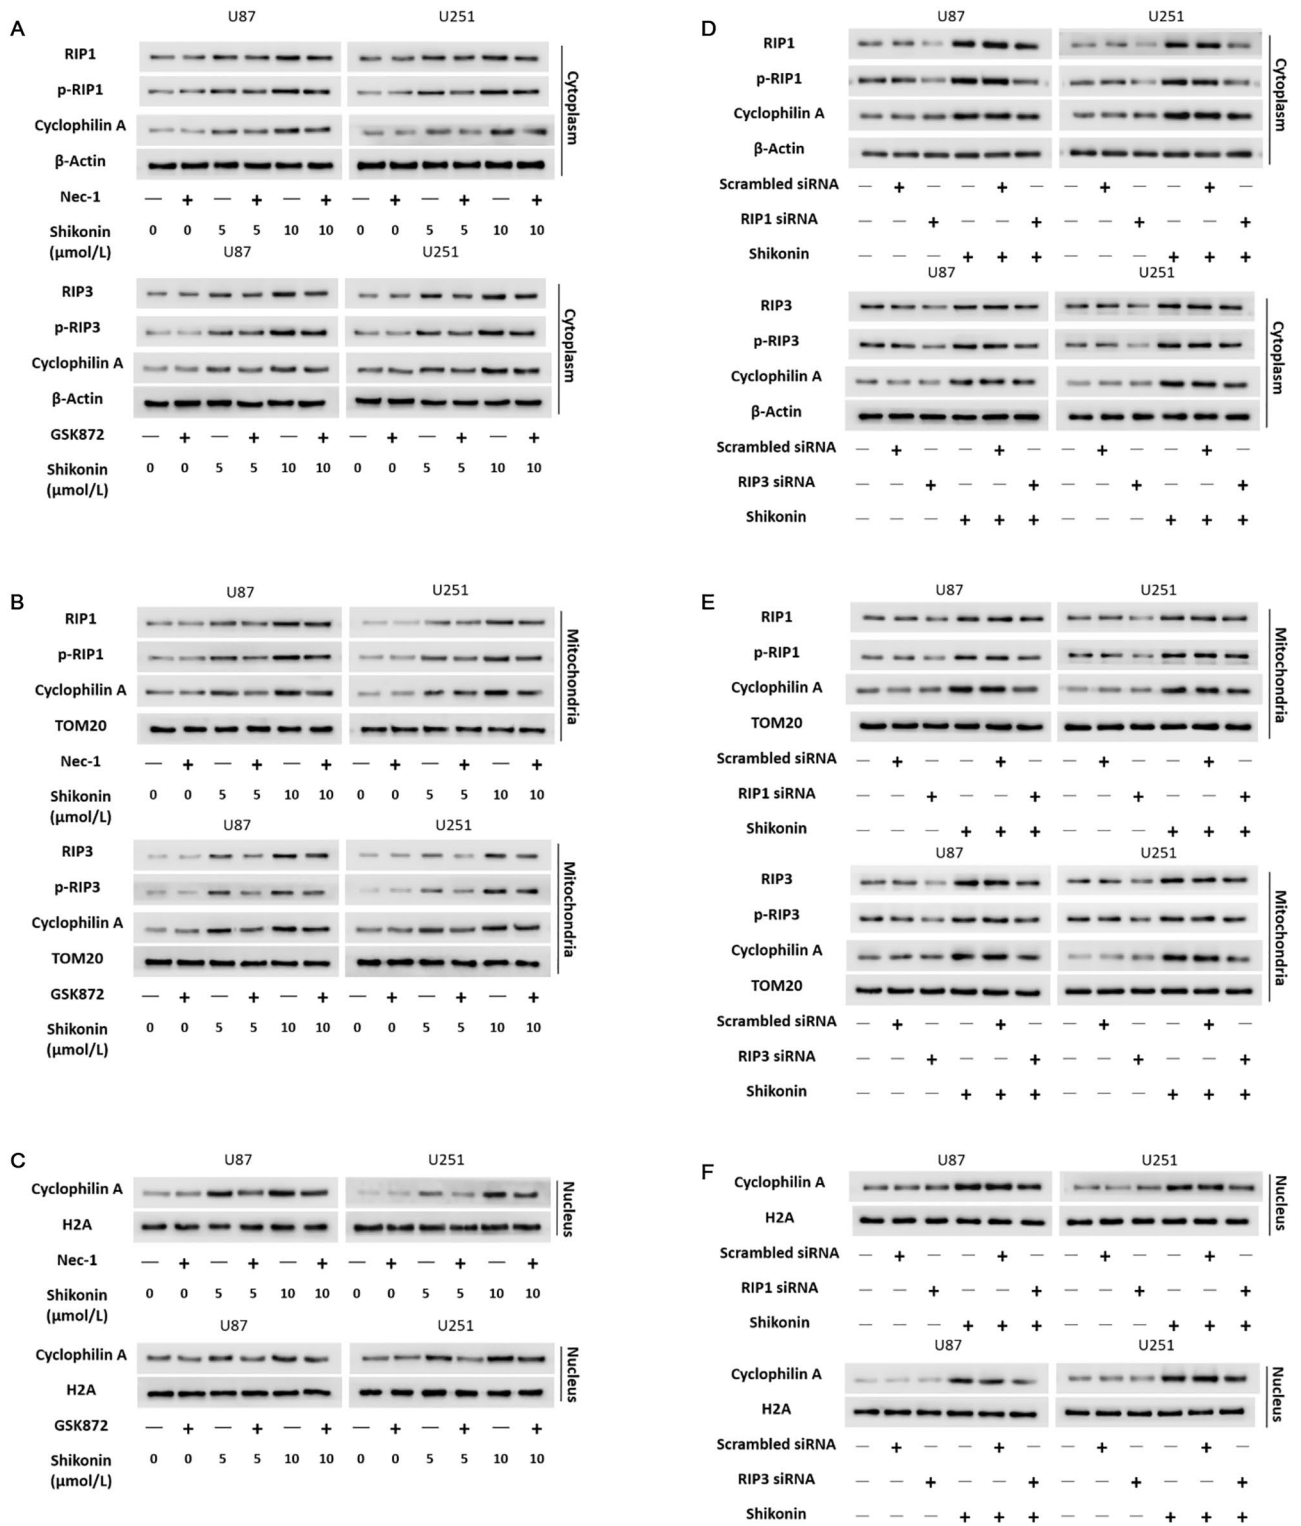 A
U87 U251
RIP1
p-RIP1
Cyclophilin A
β-Actin
Cytoplasm
Nec-1 — + — + — + — + — + — +
Shikonin (μmol/L) 0 0 5 5 10 10 0 0 5 5 10 10
U87 U251
RIP3
p-RIP3
Cyclophilin A
β-Actin
Cytoplasm
GSK872 — + — + — + — + — + — +
Shikonin (μmol/L) 0 0 5 5 10 10 0 0 5 5 10 10
B
U87 U251
RIP1
p-RIP1
Cyclophilin A
TOM20
Mitochondria
Nec-1 — + — + — + — + — + — +
Shikonin (μmol/L) 0 0 5 5 10 10 0 0 5 5 10 10
U87 U251
RIP3
p-RIP3
Cyclophilin A
TOM20
Mitochondria
GSK872 — + — + — + — + — + — +
Shikonin (μmol/L) 0 0 5 5 10 10 0 0 5 5 10 10
C
U87 U251
Cyclophilin A
H2A
Nucleus
Nec-1 — + — + — + — + — + — +
Shikonin (μmol/L) 0 0 5 5 10 10 0 0 5 5 10 10
U87 U251
Cyclophilin A
H2A
Nucleus
GSK872 — + — + — + — + — + — +
Shikonin (μmol/L) 0 0 5 5 10 10 0 0 5 5 10 10
D
U87 U251
RIP1
p-RIP1
Cyclophilin A
β-Actin
Cytoplasm
Scrambled siRNA — + — — + — — + — — + —
RIP1 siRNA — — + — — + — — + — — +
Shikonin — — — + + + — — — + + +
U87 U251
RIP3
p-RIP3
Cyclophilin A
β-Actin
Cytoplasm
Scrambled siRNA — + — — + — — + — — + —
RIP3 siRNA — — + — — + — — + — — +
Shikonin — — — + + + — — — + + +
E
U87 U251
RIP1
p-RIP1
Cyclophilin A
TOM20
Mitochondria
Scrambled siRNA — + — — + — — + — — + —
RIP1 siRNA — — + — — + — — + — — +
Shikonin — — — + + + — — — + + +
U87 U251
RIP3
p-RIP3
Cyclophilin A
TOM20
Mitochondria
Scrambled siRNA — + — — + — — + — — + —
RIP3 siRNA — — + — — + — — + — — +
Shikonin — — — + + + — — — + + +
F
U87 U251
Cyclophilin A
H2A
Nucleus
Scrambled siRNA — + — — + — — + — — + —
RIP1 siRNA — — + — — + — — + — — +
Shikonin — — — + + + — — — + + +
U87 U251
Cyclophilin A
H2A
Nucleus
Scrambled siRNA — + — — + — — + — — + —
RIP3 siRNA — — + — — + — — + — — +
Shikonin — — — + + + — — — + + +